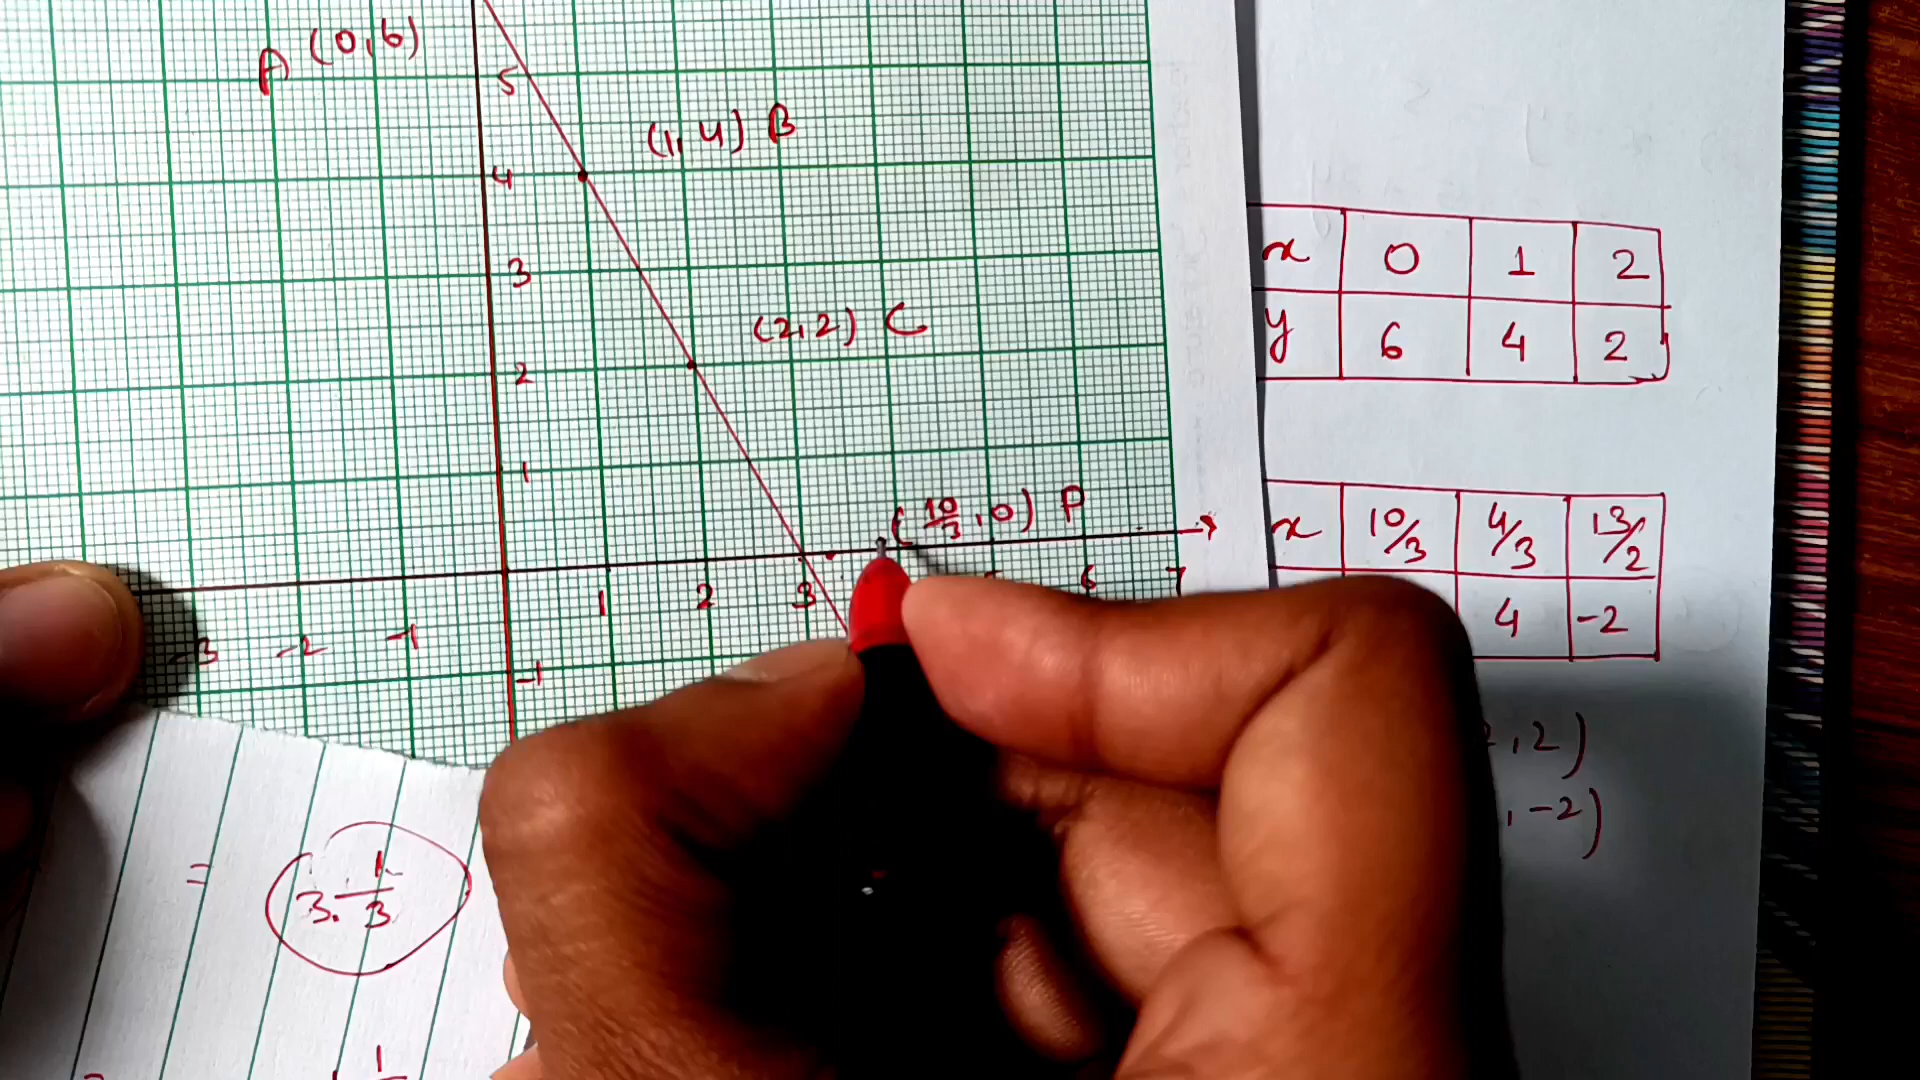 A (0,6)
5
(1,4) B
4
3
(2,2) C
2
1
(10/3,0) P
-3 -2 -1 1 2 3 6 7
-1
= 3.1/3
1
x 0 1 2
y 6 4 2
x 10/3 4/3 13/2
4 -2
,2)
,-2)